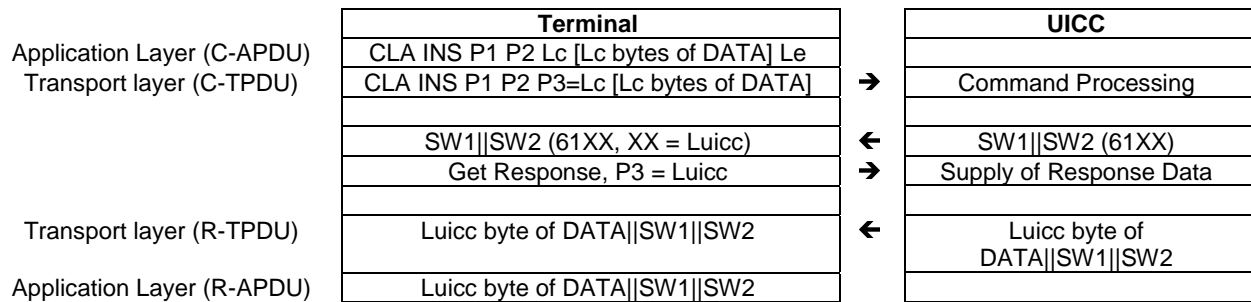 Terminal UICC
Application Layer (C-APDU) CLA INS P1 P2 Lc [Lc bytes of DATA] Le
Transport layer (C-TPDU) CLA INS P1 P2 P3=Lc [Lc bytes of DATA] ➔ Command Processing
SW1||SW2 (61XX, XX = Luicc) 🡰 SW1||SW2 (61XX)
Get Response, P3 = Luicc ➔ Supply of Response Data
Transport layer (R-TPDU) Luicc byte of DATA||SW1||SW2 🡰 Luicc byte of
DATA||SW1||SW2
Application Layer (R-APDU) Luicc byte of DATA||SW1||SW2